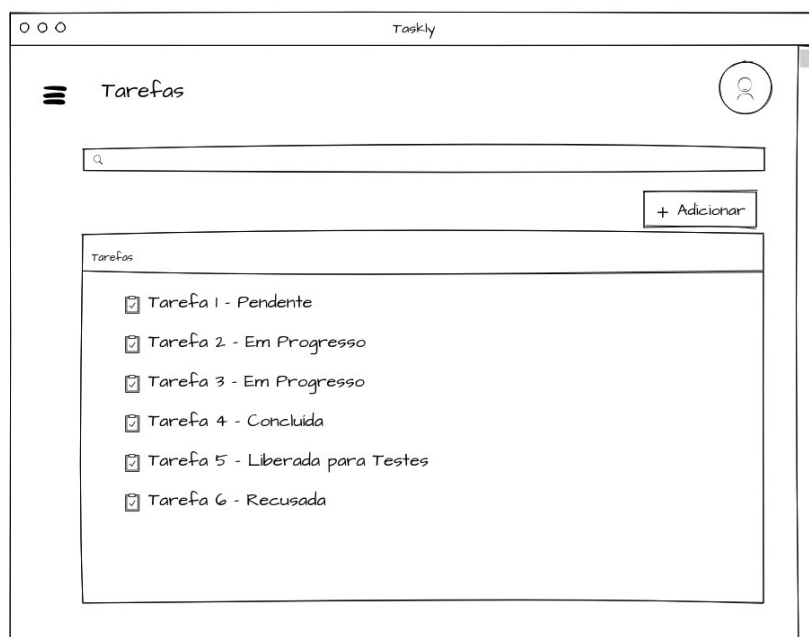 Taskly
Tarefas
+ Adicionar
Tarefas
Tarefa 1 - Pendente
Tarefa 2 - Em Progresso
Tarefa 3 - Em Progresso
Tarefa 4 - Concluída
Tarefa 5 - Liberada para Testes
Tarefa 6 - Recusada